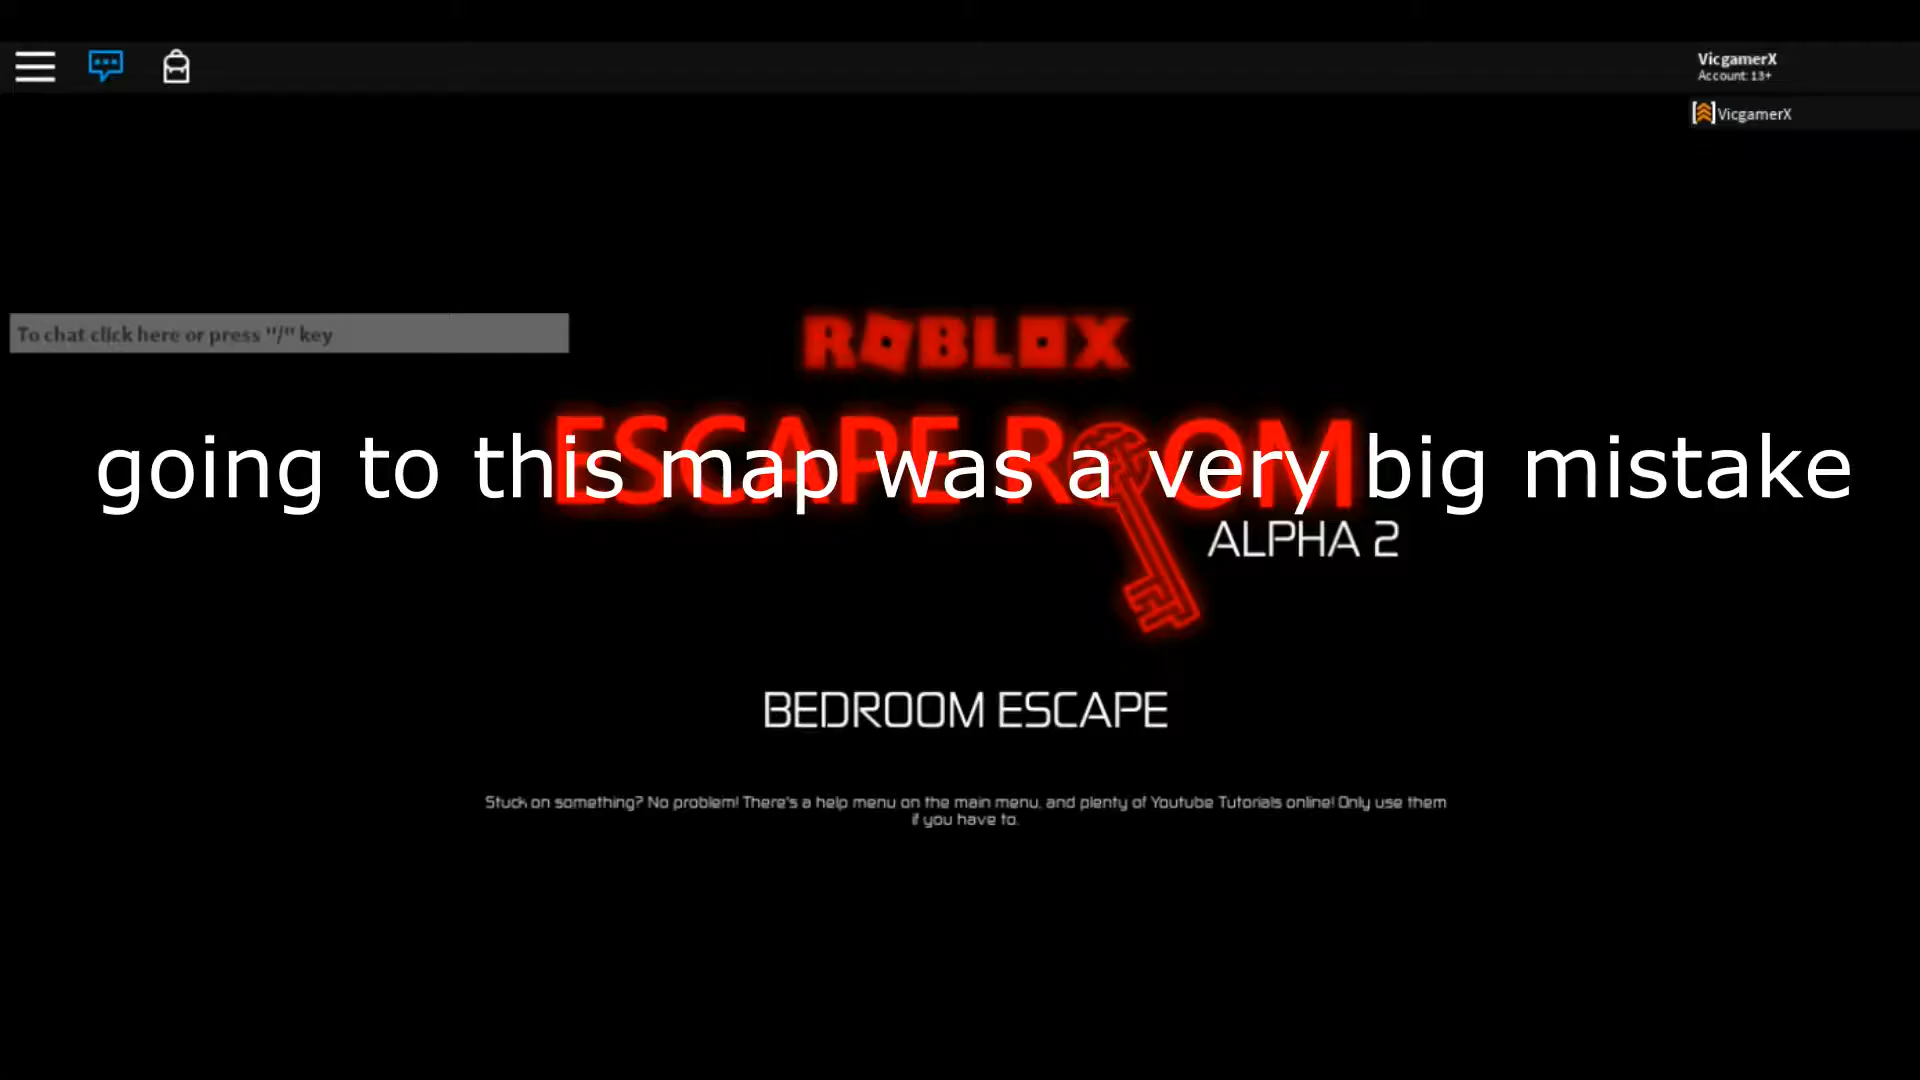 VicgamerX
Account: 13+
VicgamerX
To chat click here or press "/" key
ROBLOX
ESCAPE ROOM
going to this map was a very big mistake
ALPHA 2
BEDROOM ESCAPE
Stuck on something? No problem! There's a help menu on the main menu, and plenty of Youtube Tutorials online! Only use them
if you have to.